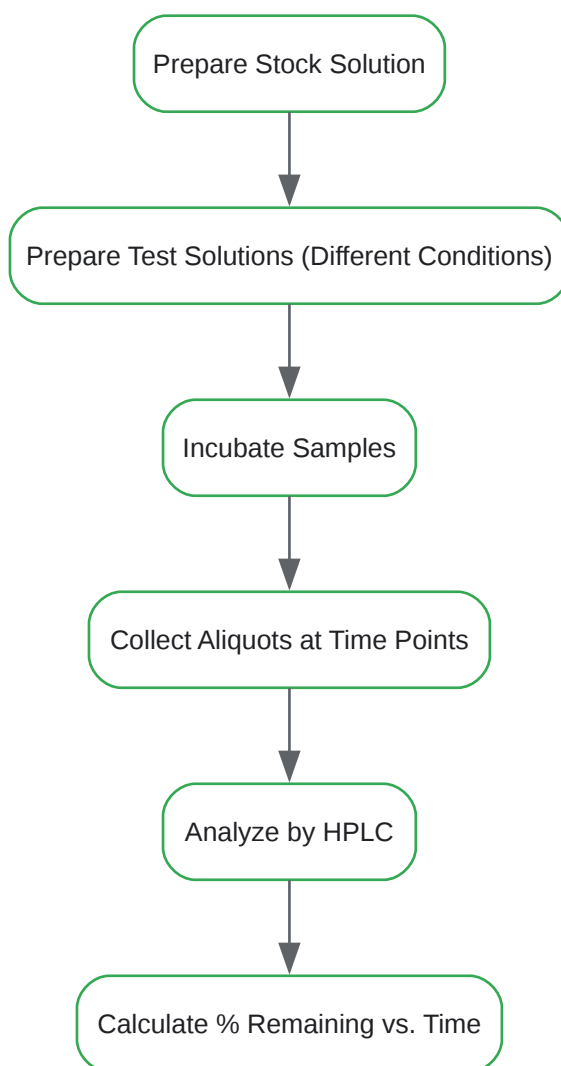 Prepare Stock Solution
Prepare Test Solutions (Different Conditions)
Incubate Samples
Collect Aliquots at Time Points
Analyze by HPLC
Calculate % Remaining vs. Time